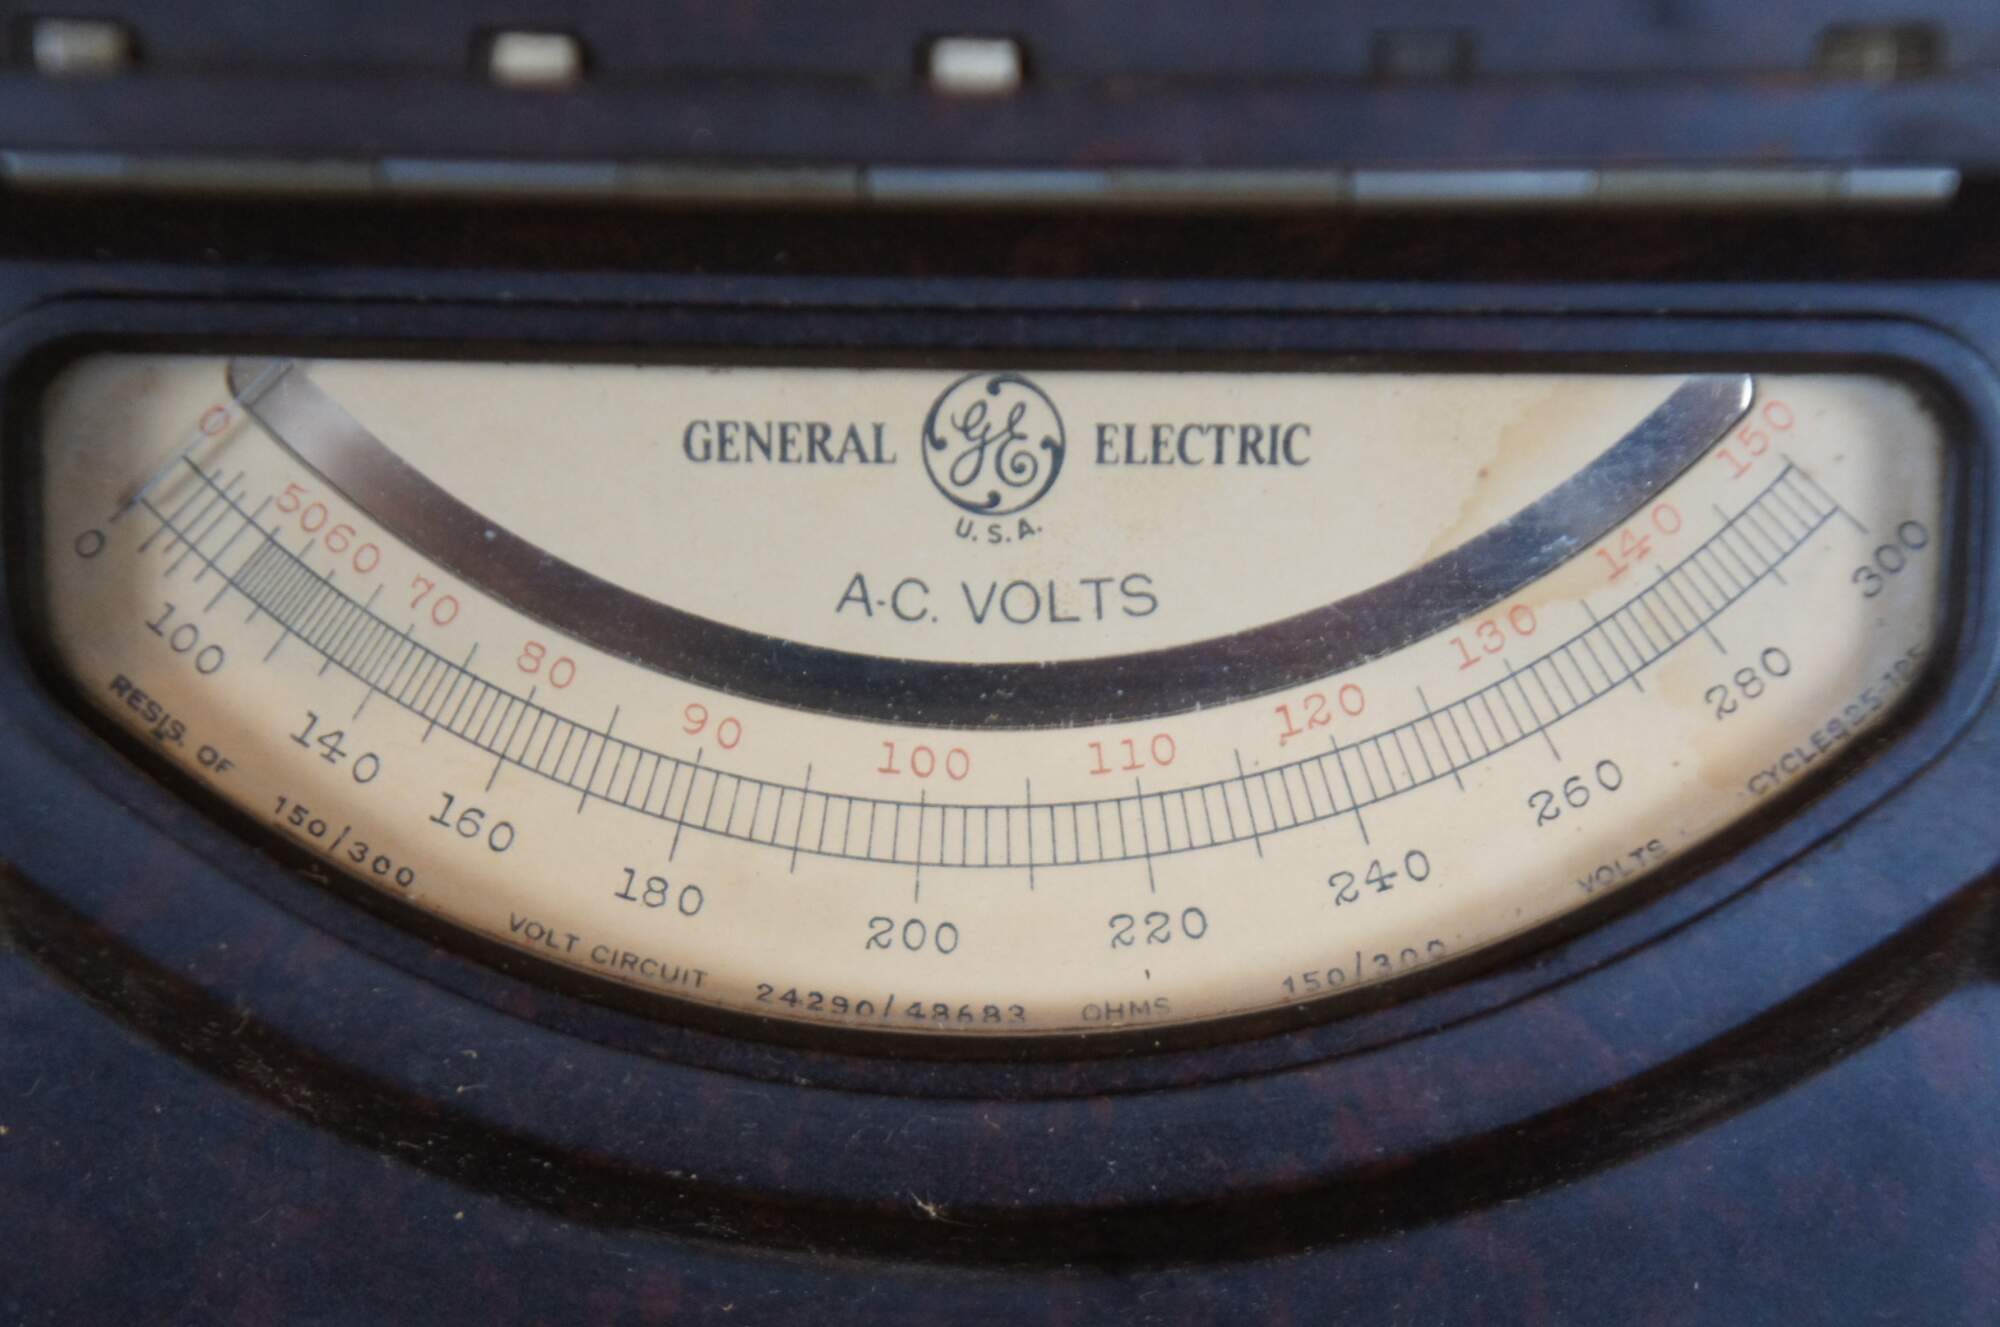 GENERAL GE ELECTRIC
U.S.A.
A-C. VOLTS
0 50 60 70 80 90 100 110 120 130 140 150
0 100 140 160 180 200 220 240 260 280 300
RESIS. OF 150/300 VOLT CIRCUIT 24290/48683 OHMS 150/300 VOLTS CYCLES